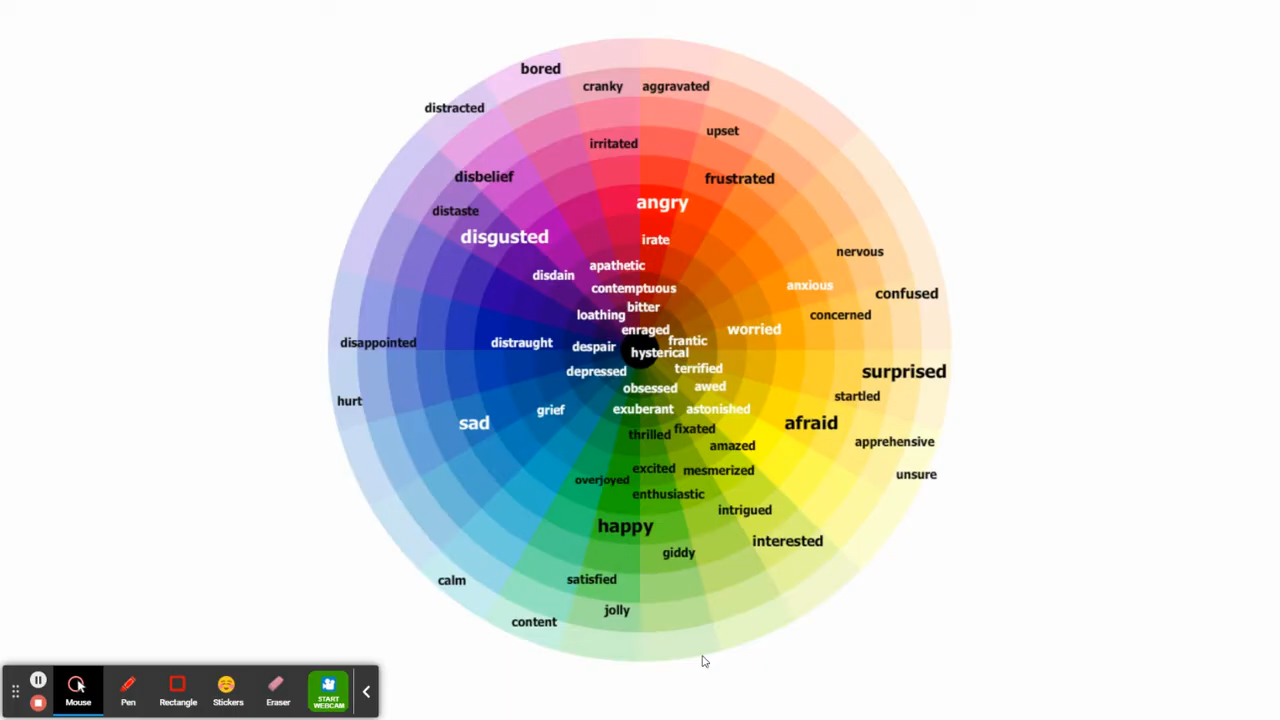 bored
cranky
aggravated
distracted
upset
irritated
disbelief
frustrated
angry
distaste
disgusted
irate
nervous
apathetic
disdain
anxious
contemptuous
confused
bitter
loathing
concerned
enraged
worried
frantic
disappointed
distraught
despair
hysterical
terrified
depressed
surprised
obsessed
awed
startled
hurt
grief
exuberant
astonished
sad
afraid
fixated
thrilled
apprehensive
amazed
excited
mesmerized
unsure
overjoyed
enthusiastic
intrigued
happy
interested
giddy
calm
satisfied
jolly
content
Mouse
Pen
Rectangle
Stickers
Eraser
START
WEBCAM